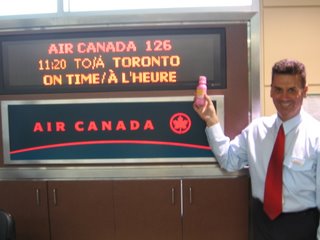 AIR CANADA 126
11:20 TO/À TORONTO
ON TIME/À L'HEURE
AIR CANADA